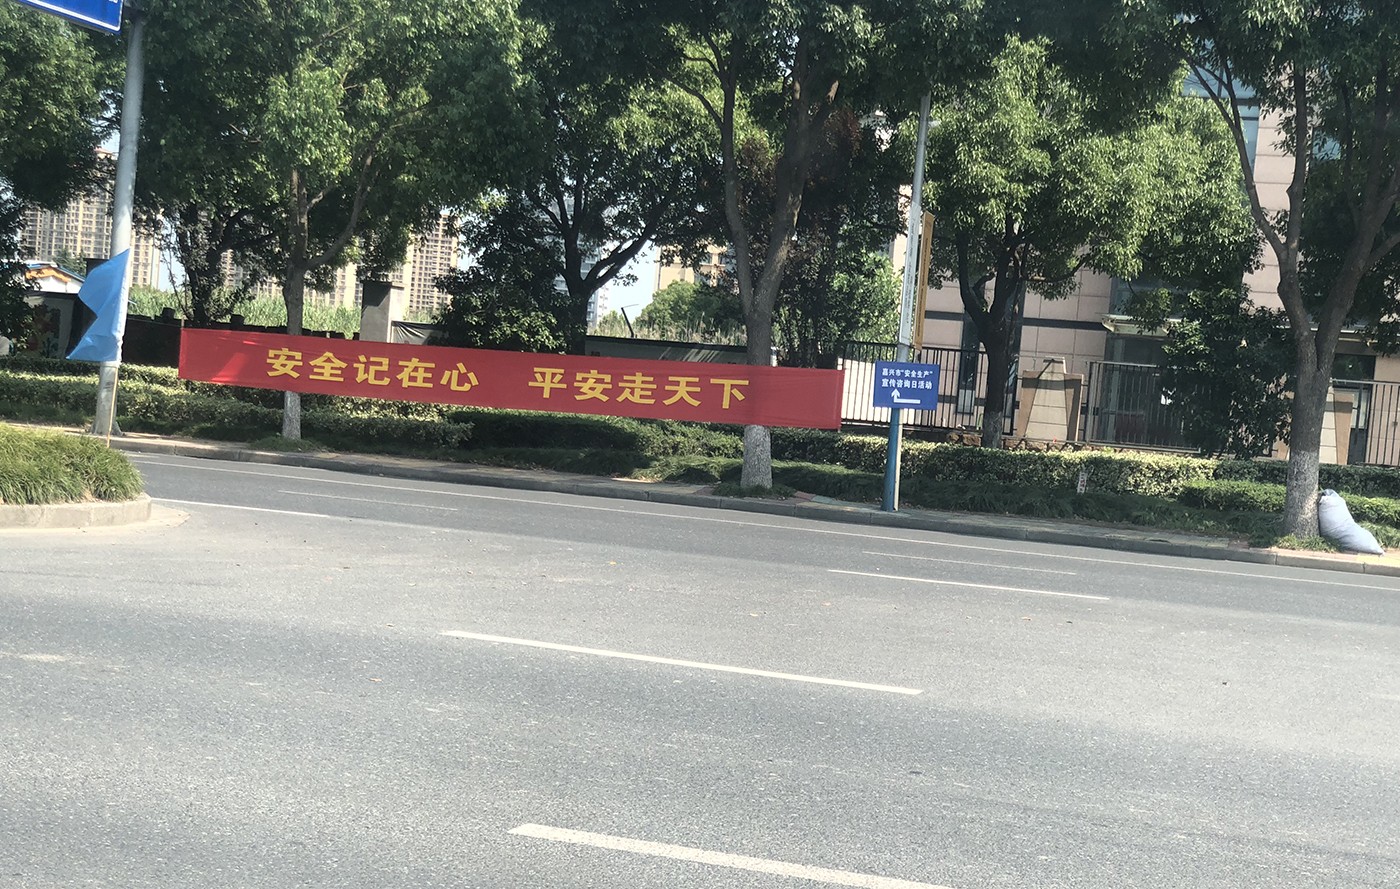 安全记在心 平安走天下
嘉兴市"安全生产"
宣传咨询日活动